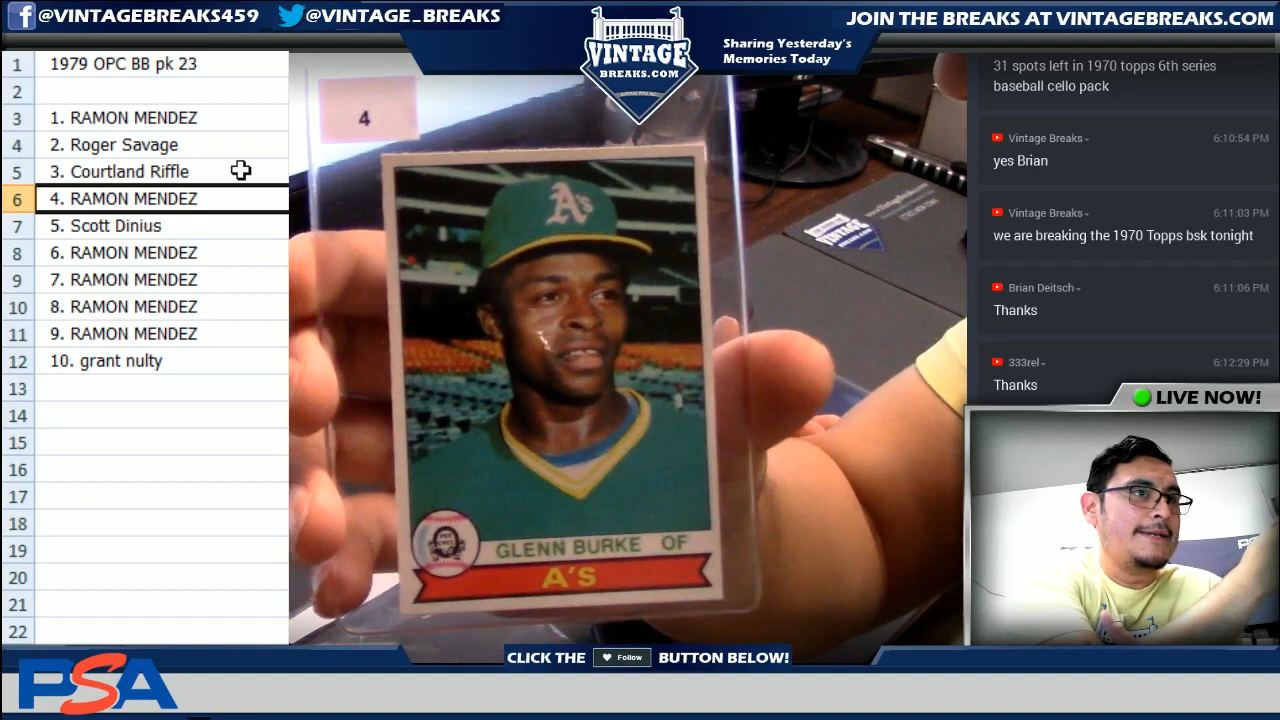 @VINTAGEBREAKS459
@VINTAGE_BREAKS
JOIN THE BREAKS AT VINTAGEBREAKS.COM
VINTAGE
BREAKS.COM
Sharing Yesterday's
Memories Today
1 1979 OPC BB pk 23
2
3 1. RAMON MENDEZ
4 2. Roger Savage
5 3. Courtland Riffle
6 4. RAMON MENDEZ
7 5. Scott Dinius
8 6. RAMON MENDEZ
9 7. RAMON MENDEZ
10 8. RAMON MENDEZ
11 9. RAMON MENDEZ
12 10. grant nulty
13
14
15
16
17
18
19
20
21
22
4
A's
GLENN BURKE OF
A'S
31 spots left in 1970 topps 6th series
baseball cello pack
Vintage Breaks 6:10:54 PM
yes Brian
Vintage Breaks 6:11:03 PM
we are breaking the 1970 Topps bsk tonight
Brian Deitsch 6:11:06 PM
Thanks
333rel 6:12:29 PM
Thanks
LIVE NOW!
CLICK THE Follow BUTTON BELOW!
PSA